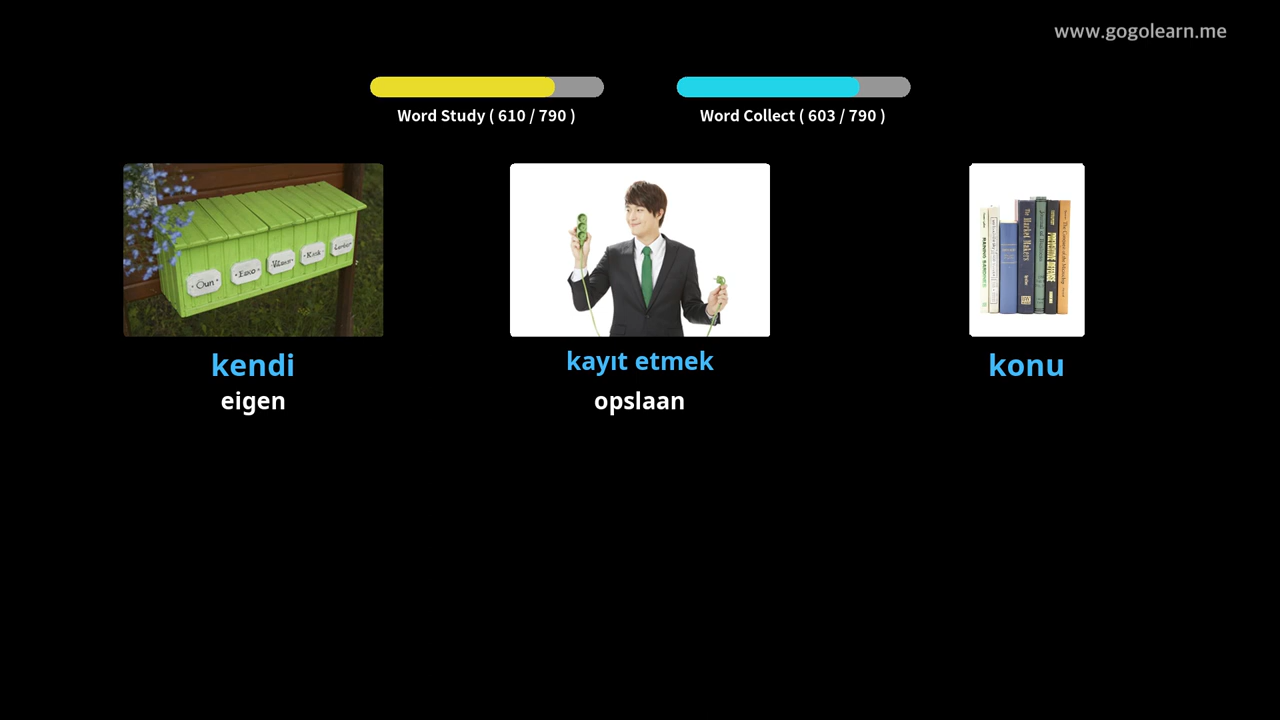 www.gogolearn.me
Word Study ( 610 / 790 )
Word Collect ( 603 / 790 )
kendi
eigen
kayıt etmek
opslaan
konu